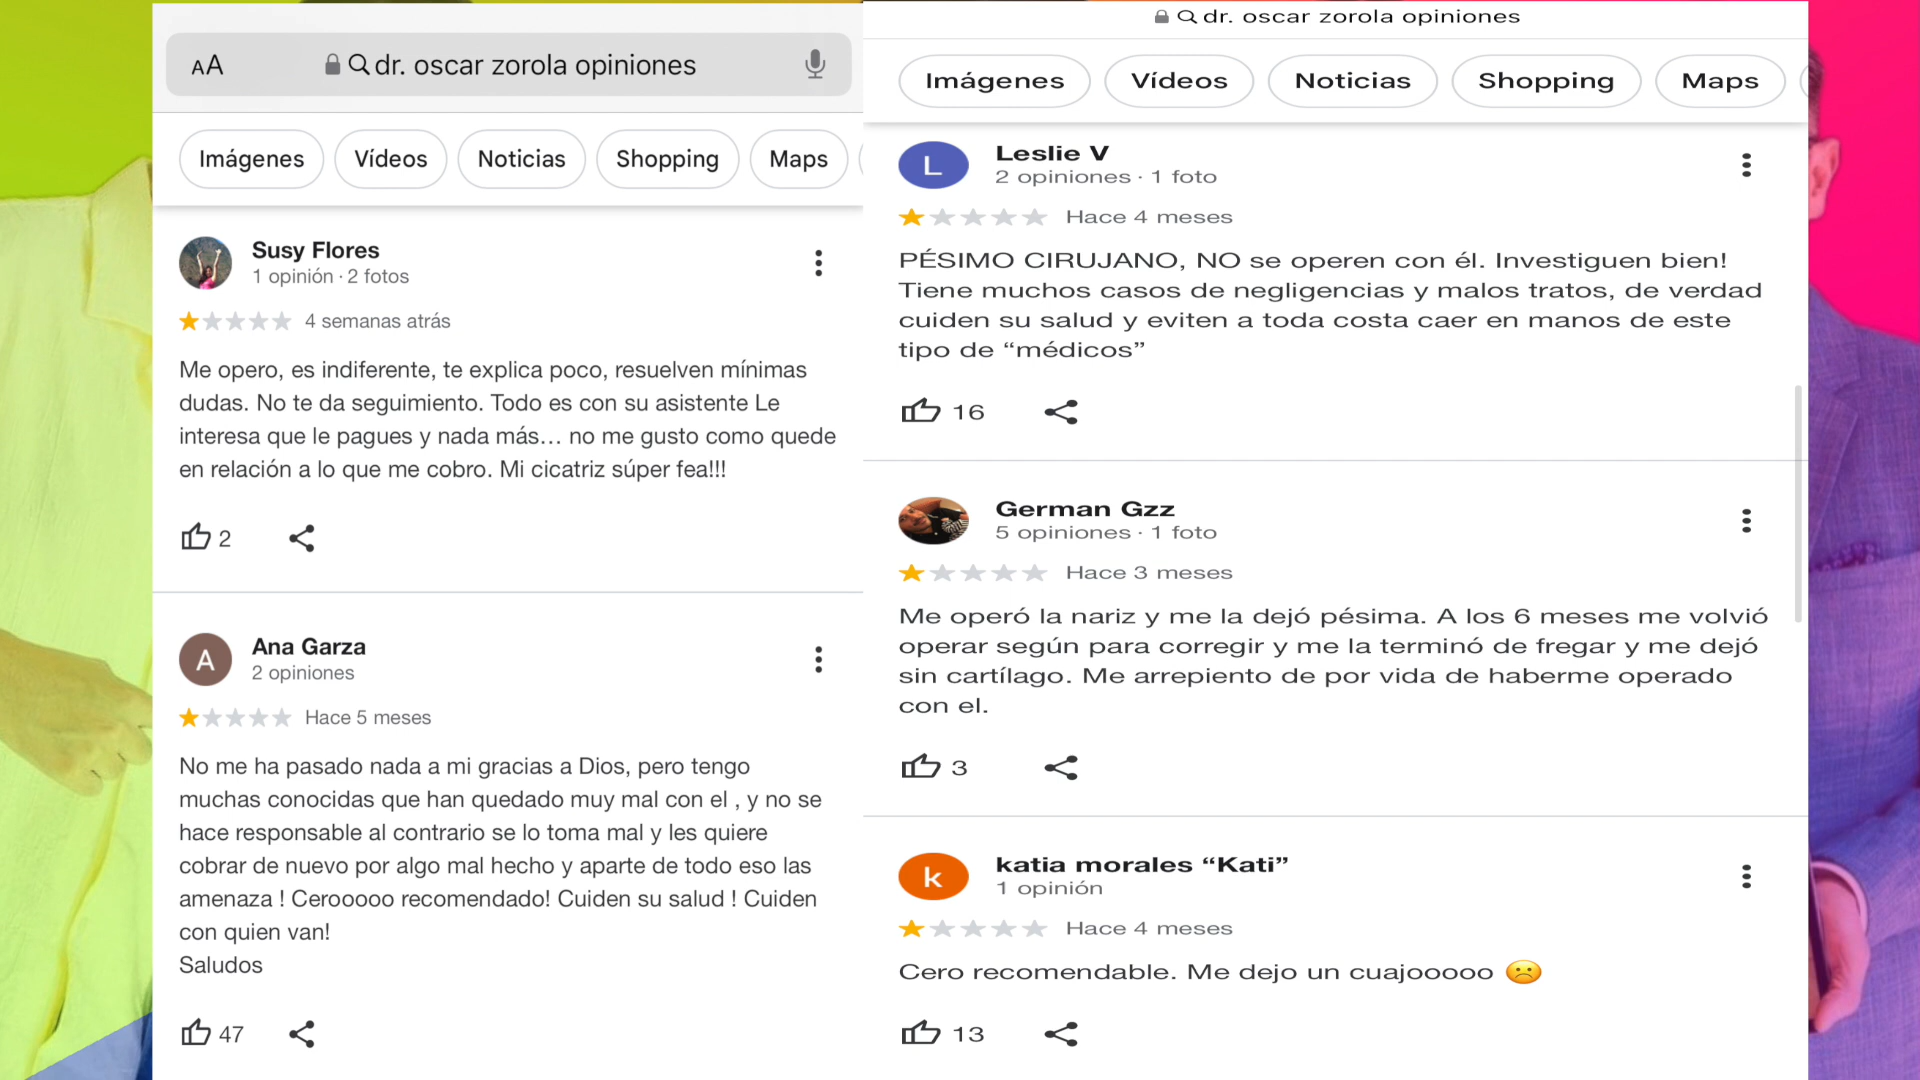 AA dr. oscar zorola opiniones
Imágenes Vídeos Noticias Shopping Maps
Susy Flores
1 opinión · 2 fotos
4 semanas atrás
Me opero, es indiferente, te explica poco, resuelven mínimas
dudas. No te da seguimiento. Todo es con su asistente Le
interesa que le pagues y nada más... no me gusto como quede
en relación a lo que me cobro. Mi cicatriz súper fea!!!
2
A
Ana Garza
2 opiniones
Hace 5 meses
No me ha pasado nada a mi gracias a Dios, pero tengo
muchas conocidas que han quedado muy mal con el , y no se
hace responsable al contrario se lo toma mal y les quiere
cobrar de nuevo por algo mal hecho y aparte de todo eso las
amenaza ! Cerooooo recomendado! Cuiden su salud ! Cuiden
con quien van!
Saludos
47
dr. oscar zorola opiniones
Imágenes Vídeos Noticias Shopping Maps
L
Leslie V
2 opiniones · 1 foto
Hace 4 meses
PÉSIMO CIRUJANO, NO se operen con él. Investiguen bien!
Tiene muchos casos de negligencias y malos tratos, de verdad
cuiden su salud y eviten a toda costa caer en manos de este
tipo de “médicos”
16
German Gzz
5 opiniones · 1 foto
Hace 3 meses
Me operó la nariz y me la dejó pésima. A los 6 meses me volvió
operar según para corregir y me la terminó de fregar y me dejó
sin cartílago. Me arrepiento de por vida de haberme operado
con el.
3
k
katia morales “Kati”
1 opinión
Hace 4 meses
Cero recomendable. Me dejo un cuajooooo ☹️
13